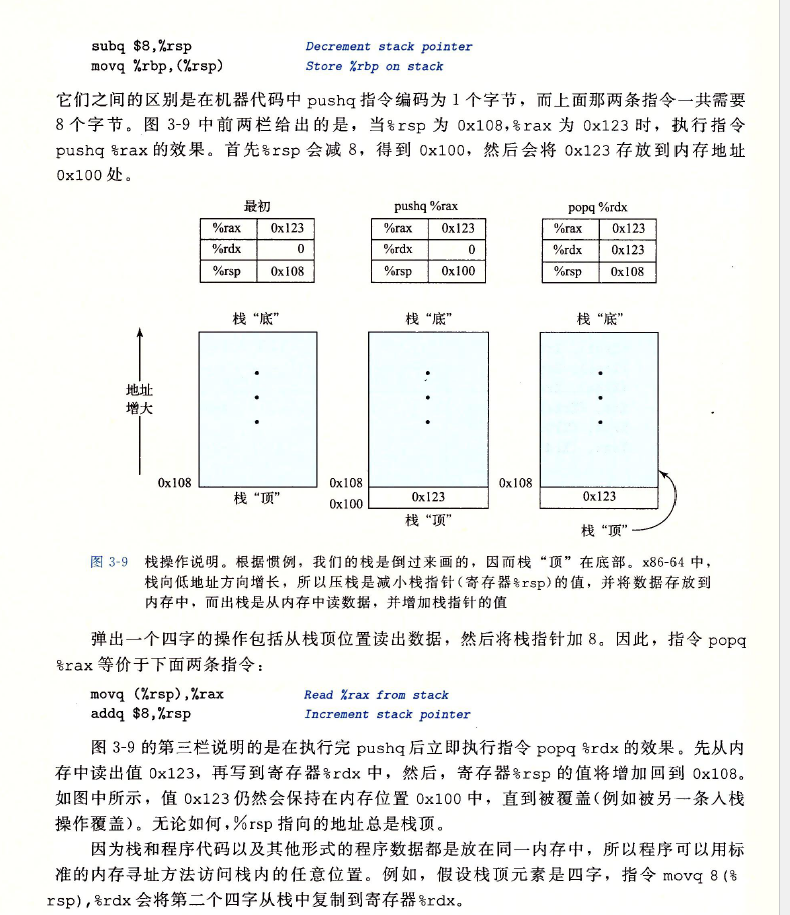 subq $8,%rsp Decrement stack pointer
movq %rbp,(%rsp) Store %rbp on stack
它们之间的区别是在机器代码中 pushq 指令编码为 1 个字节，而上面那两条指令一共需要
8 个字节。图 3-9 中前两栏给出的是，当%rsp 为 0x108,%rax 为 0x123 时，执行指令
pushq %rax 的效果。首先%rsp 会减 8，得到 0x100，然后会将 0x123 存放到内存地址
0x100 处。
最初 pushq %rax popq %rdx
%rax 0x123 %rax 0x123 %rax 0x123
%rdx 0 %rdx 0 %rdx 0x123
%rsp 0x108 %rsp 0x100 %rsp 0x108
栈“底” 栈“底” 栈“底”
地址
增大
0x108 0x108 0x108
栈“顶” 0x100 0x123 0x123
栈“顶” 栈“顶”
图 3-9 栈操作说明。根据惯例，我们的栈是倒过来画的，因而栈“顶”在底部。x86-64 中，
栈向低地址方向增长，所以压栈是减小栈指针(寄存器%rsp)的值，并将数据存放到
内存中，而出栈是从内存中读数据，并增加栈指针的值
弹出一个四字的操作包括从栈顶位置读出数据，然后将栈指针加 8。因此，指令 popq
%rax 等价于下面两条指令：
movq (%rsp),%rax Read %rax from stack
addq $8,%rsp Increment stack pointer
图 3-9 的第三栏说明的是在执行完 pushq 后立即执行指令 popq %rdx 的效果。先从内
存中读出值 0x123，再写到寄存器%rdx 中，然后，寄存器%rsp 的值将增加回到 0x108。
如图中所示，值 0x123 仍然会保持在内存位置 0x100 中，直到被覆盖(例如被另一条入栈
操作覆盖)。无论如何,%rsp 指向的地址总是栈顶。
因为栈和程序代码以及其他形式的程序数据都是放在同一内存中，所以程序可以用标
准的内存寻址方法访问栈内的任意位置。例如，假设栈顶元素是四字，指令 movq 8(%
rsp),%rdx 会将第二个四字从栈中复制到寄存器%rdx。